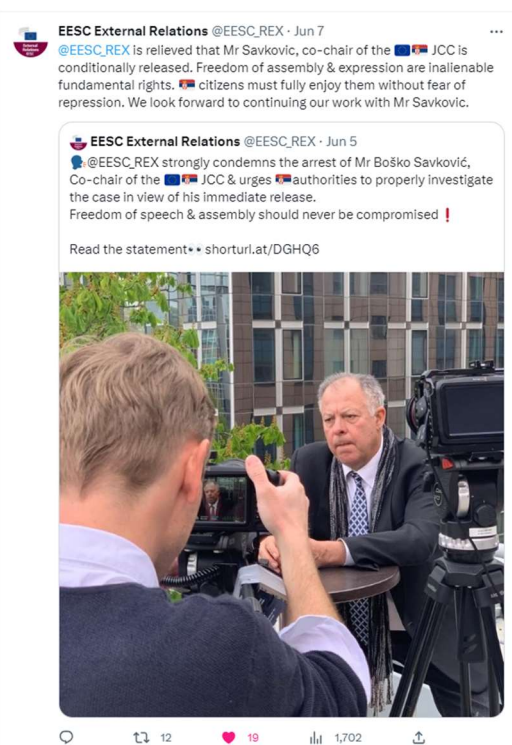 EESC External Relations @EESC_REX · Jun 7
@EESC_REX is relieved that Mr Savkovic, co-chair of the 🇪🇺🇷🇸 JCC is
conditionally released. Freedom of assembly & expression are inalienable
fundamental rights. 🇷🇸 citizens must fully enjoy them without fear of
repression. We look forward to continuing our work with Mr Savkovic.
EESC External Relations @EESC_REX · Jun 5
🗣@EESC_REX strongly condemns the arrest of Mr Boško Savković,
Co-chair of the 🇪🇺🇷🇸 JCC & urges 🇷🇸authorities to properly investigate
the case in view of his immediate release.
Freedom of speech & assembly should never be compromised❗
Read the statement👀 shorturl.at/DGHQ6
12 19 1,702